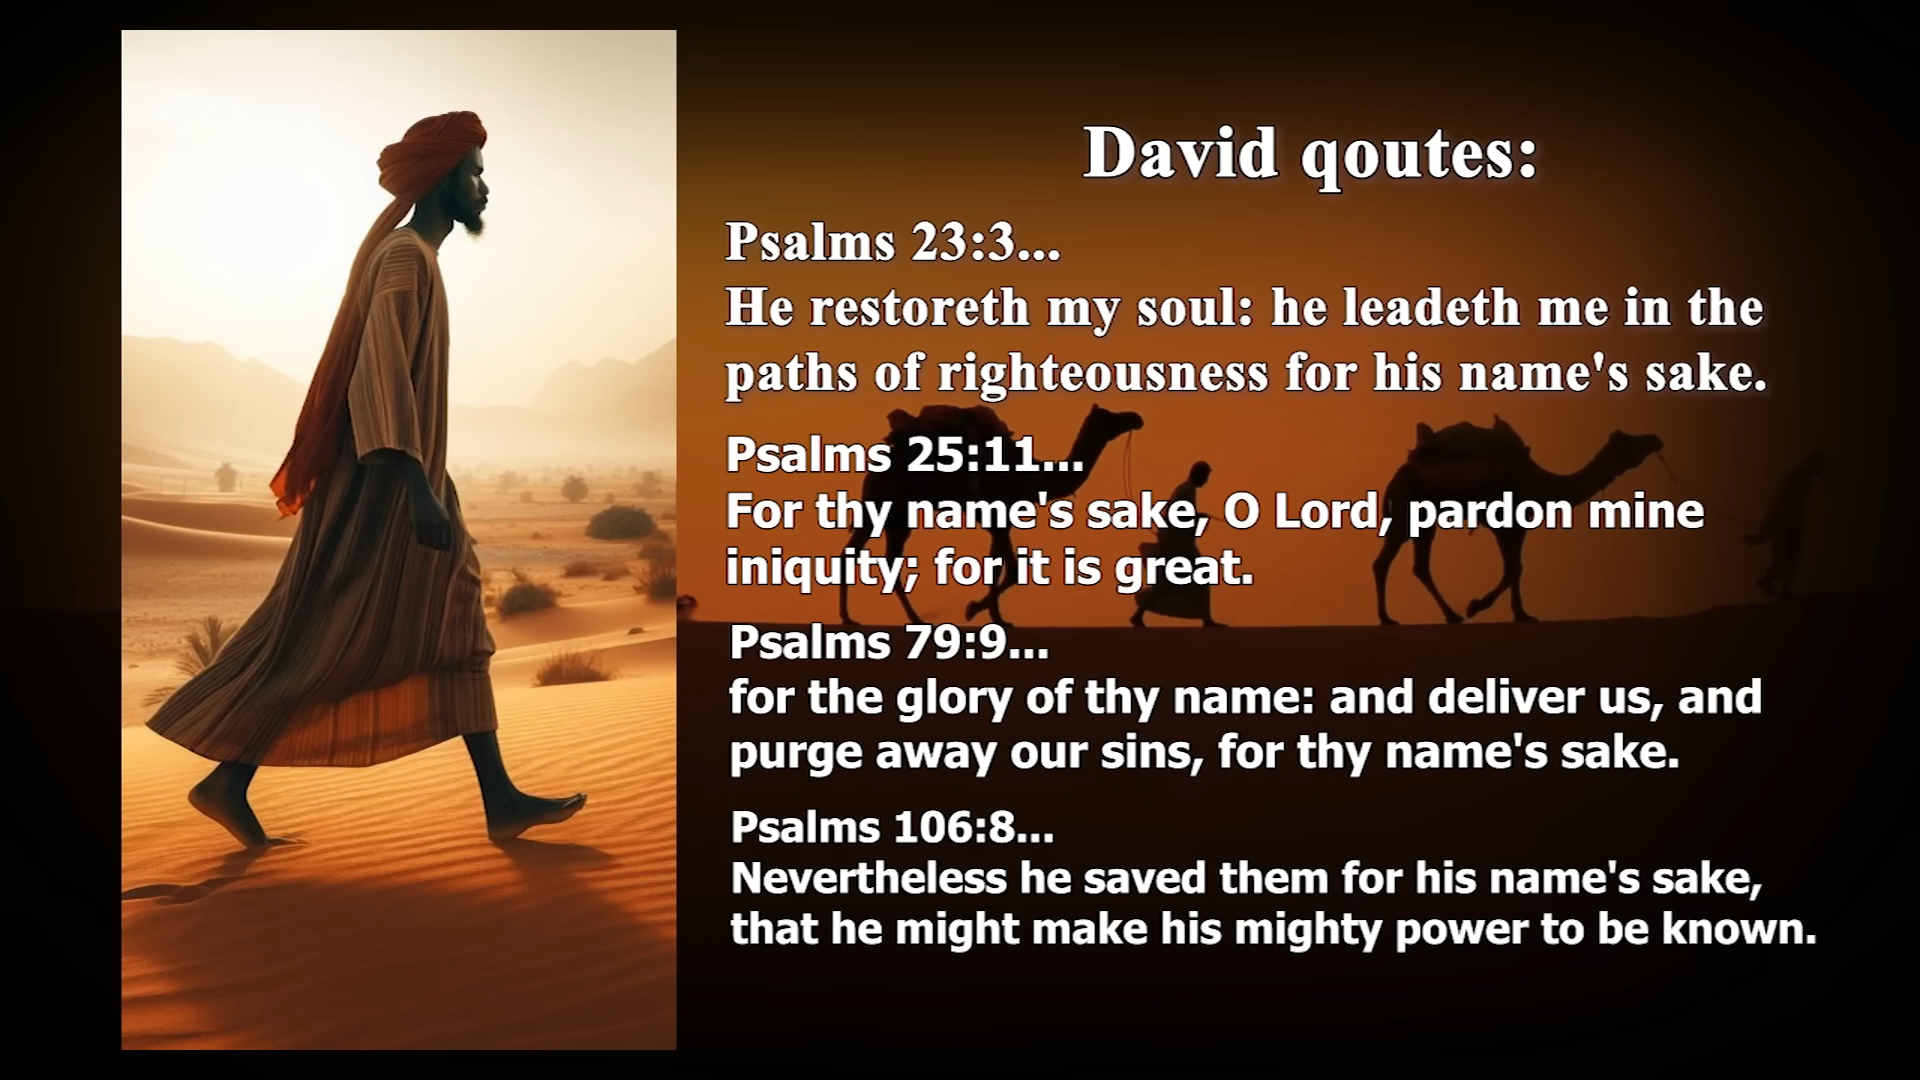 David qoutes:
Psalms 23:3...
He restoreth my soul: he leadeth me in the
paths of righteousness for his name's sake.
Psalms 25:11...
For thy name's sake, O Lord, pardon mine
iniquity; for it is great.
Psalms 79:9...
for the glory of thy name: and deliver us, and
purge away our sins, for thy name's sake.
Psalms 106:8...
Nevertheless he saved them for his name's sake,
that he might make his mighty power to be known.